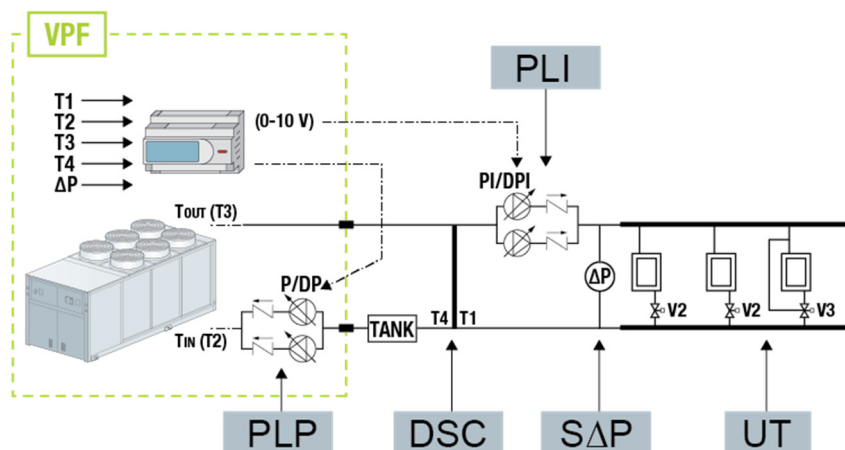 VPF
PLI
T1
T2
T3
T4
ΔP
(0-10 V)
PI/DPI
TOUT (T3)
P/DP
ΔP
TIN (T2)
TANK
T4 T1
V2
V2
V3
PLP
DSC
SΔP
UT